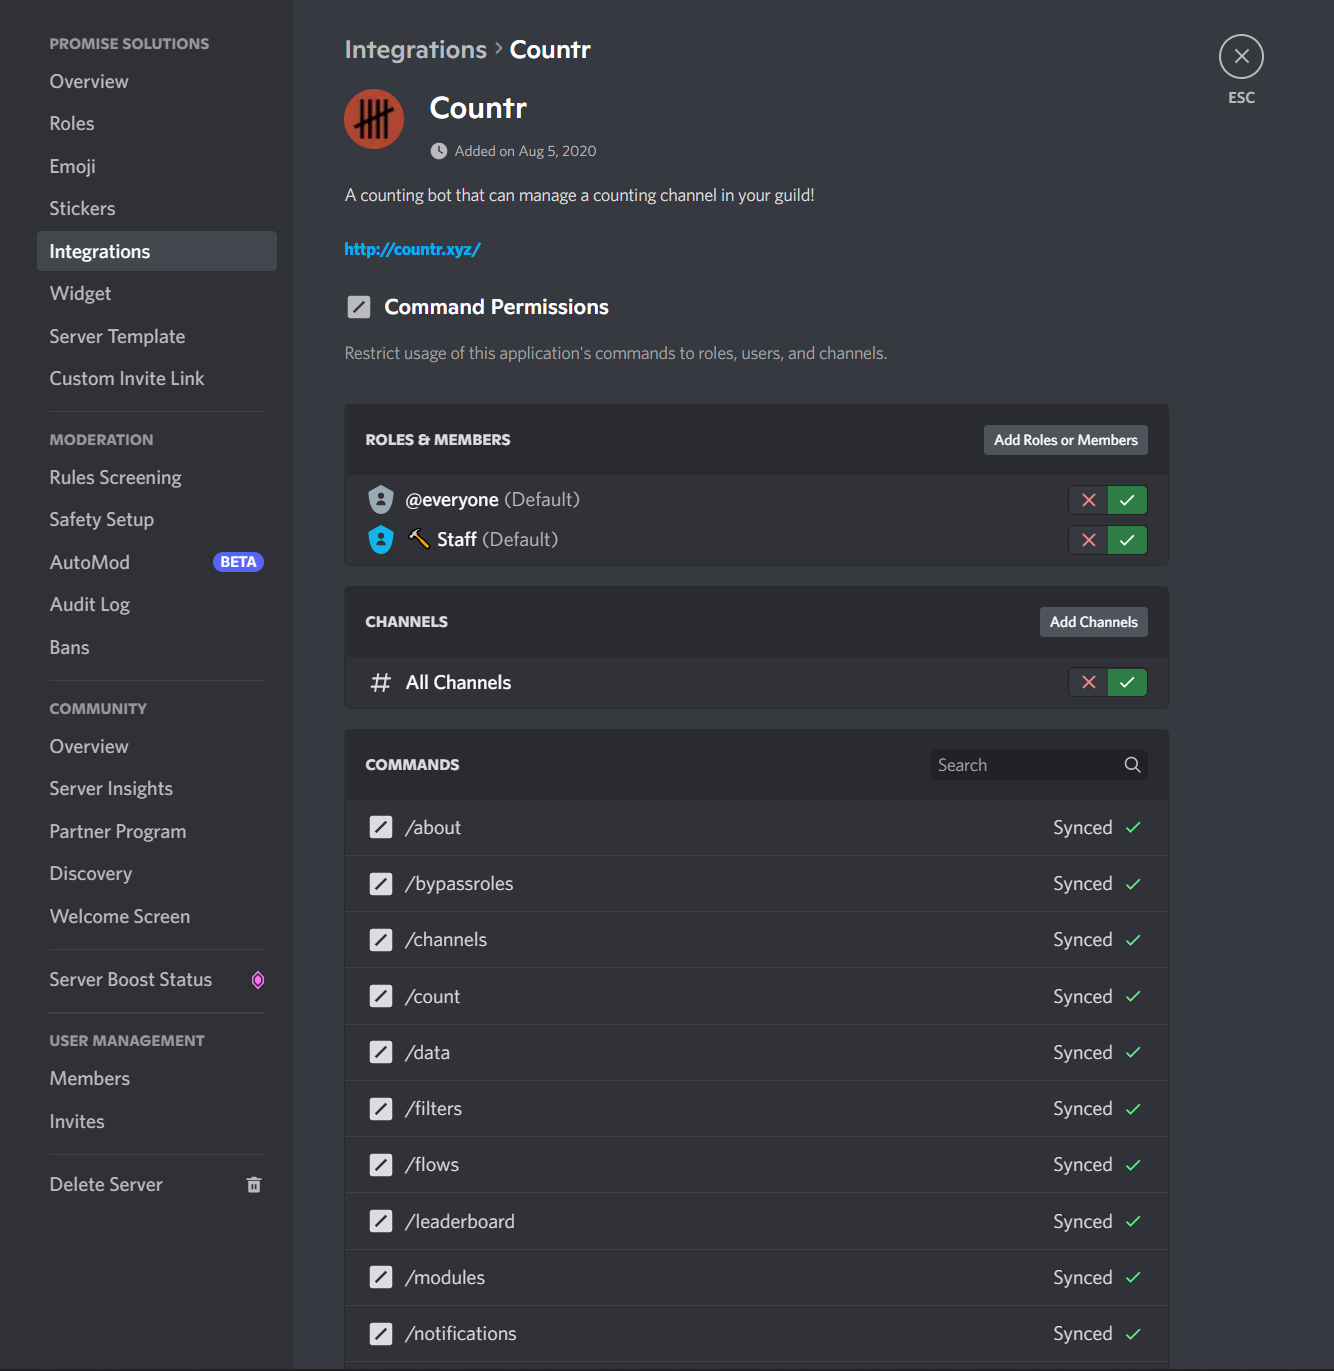 PROMISE SOLUTIONS
Overview
Roles
Emoji
Stickers
Integrations
Widget
Server Template
Custom Invite Link
MODERATION
Rules Screening
Safety Setup
AutoMod BETA
Audit Log
Bans
COMMUNITY
Overview
Server Insights
Partner Program
Discovery
Welcome Screen
Server Boost Status
USER MANAGEMENT
Members
Invites
Delete Server
Integrations > Countr
ESC
Countr
Added on Aug 5, 2020
A counting bot that can manage a counting channel in your guild!
http://countr.xyz/
Command Permissions
Restrict usage of this application's commands to roles, users, and channels.
ROLES & MEMBERS Add Roles or Members
@everyone (Default)
🔨 Staff (Default)
CHANNELS Add Channels
# All Channels
COMMANDS Search
/about Synced
/bypassroles Synced
/channels Synced
/count Synced
/data Synced
/filters Synced
/flows Synced
/leaderboard Synced
/modules Synced
/notifications Synced